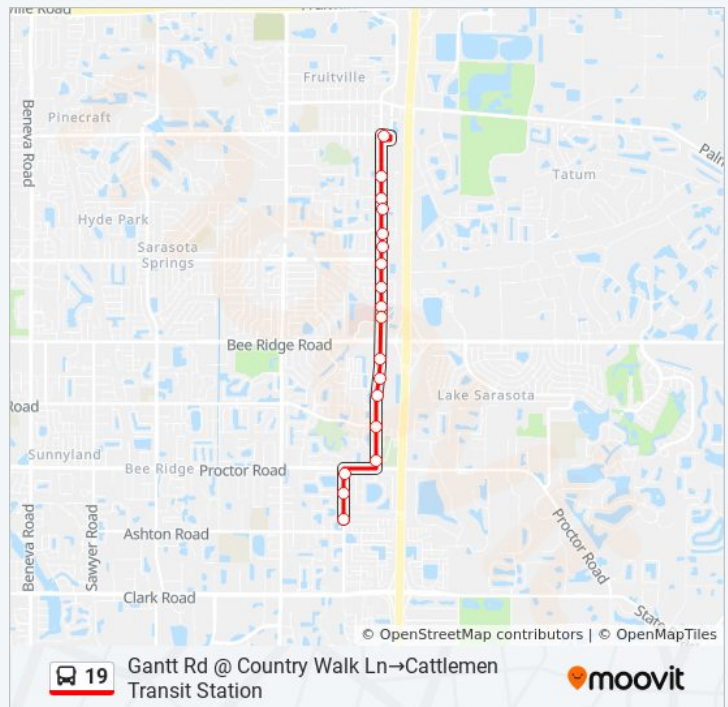 ville Road
Fruitville
Beneva Road
Pinecraft
Palm
Tatum
Hyde Park
Sarasota
Springs
Bee Ridge Road
Lake Sarasota
Road
Sunnyland
Bee Ridge
Proctor Road
Beneva Road
Sawyer Road
Ashton Road
Proctor Road
Clark Road
State
© OpenStreetMap contributors | © OpenMapTiles
19
Gantt Rd @ Country Walk Ln→Cattlemen
Transit Station
moovit